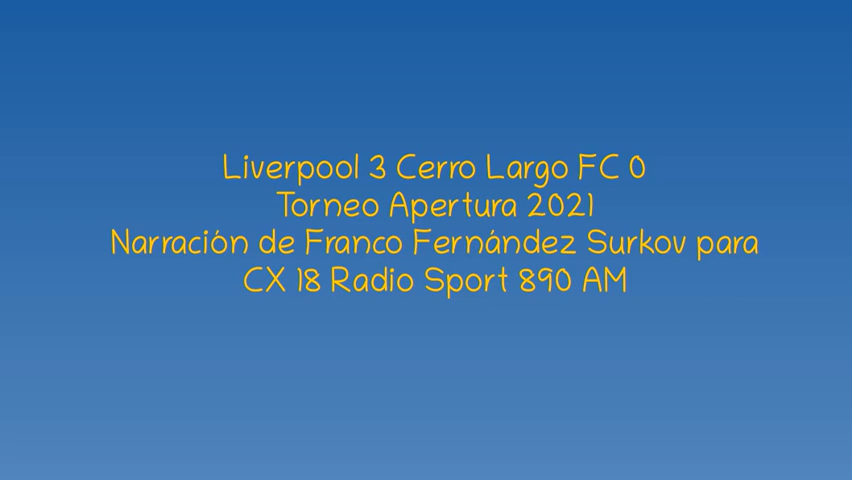 Liverpool 3 Cerro Largo FC 0
Torneo Apertura 2021
Narración de Franco Fernández Surkov para
CX 18 Radio Sport 890 AM